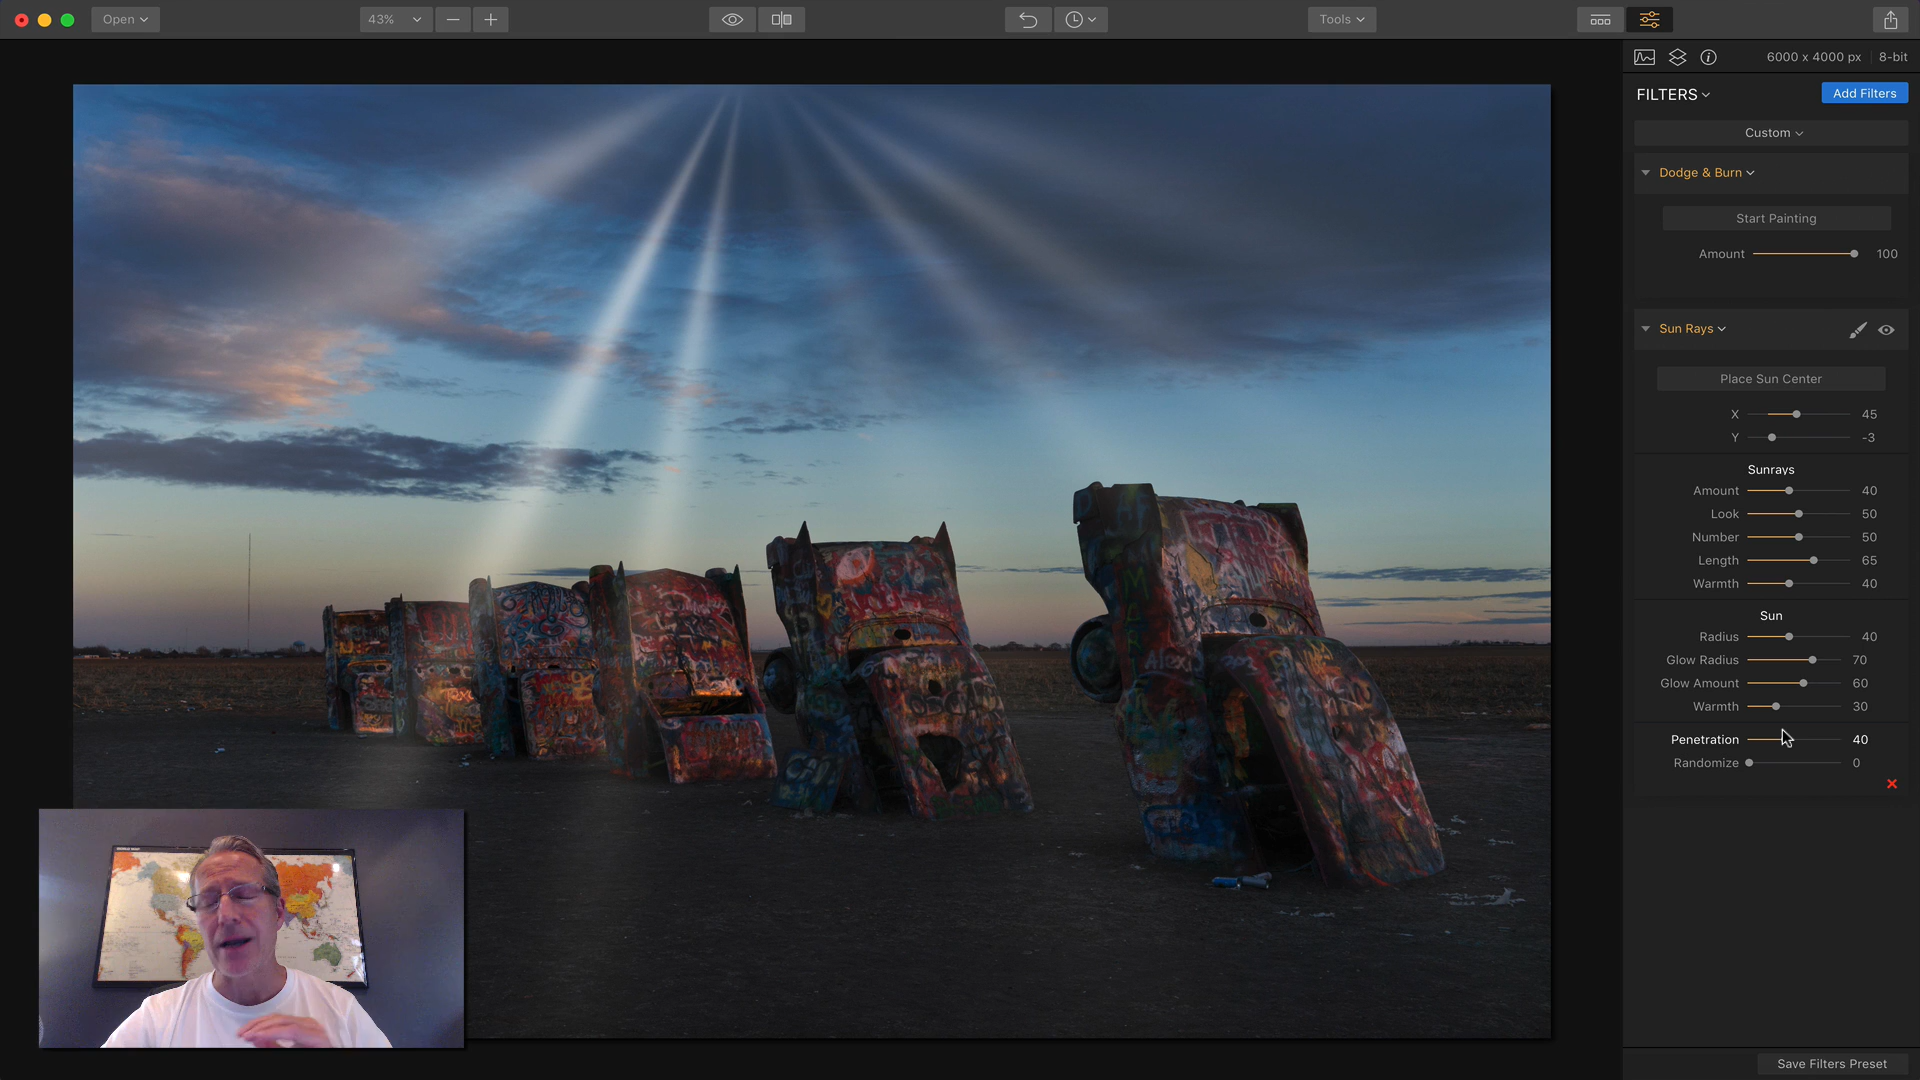 Open
43%
Tools
6000 x 4000 px
8-bit
FILTERS
Add Filters
Custom
Dodge & Burn
Start Painting
Amount 100
Sun Rays
Place Sun Center
X 45
Y -3
Sunrays
Amount 40
Look 50
Number 50
Length 65
Warmth 40
Sun
Radius 40
Glow Radius 70
Glow Amount 60
Warmth 30
Penetration 40
Randomize 0
Save Filters Preset